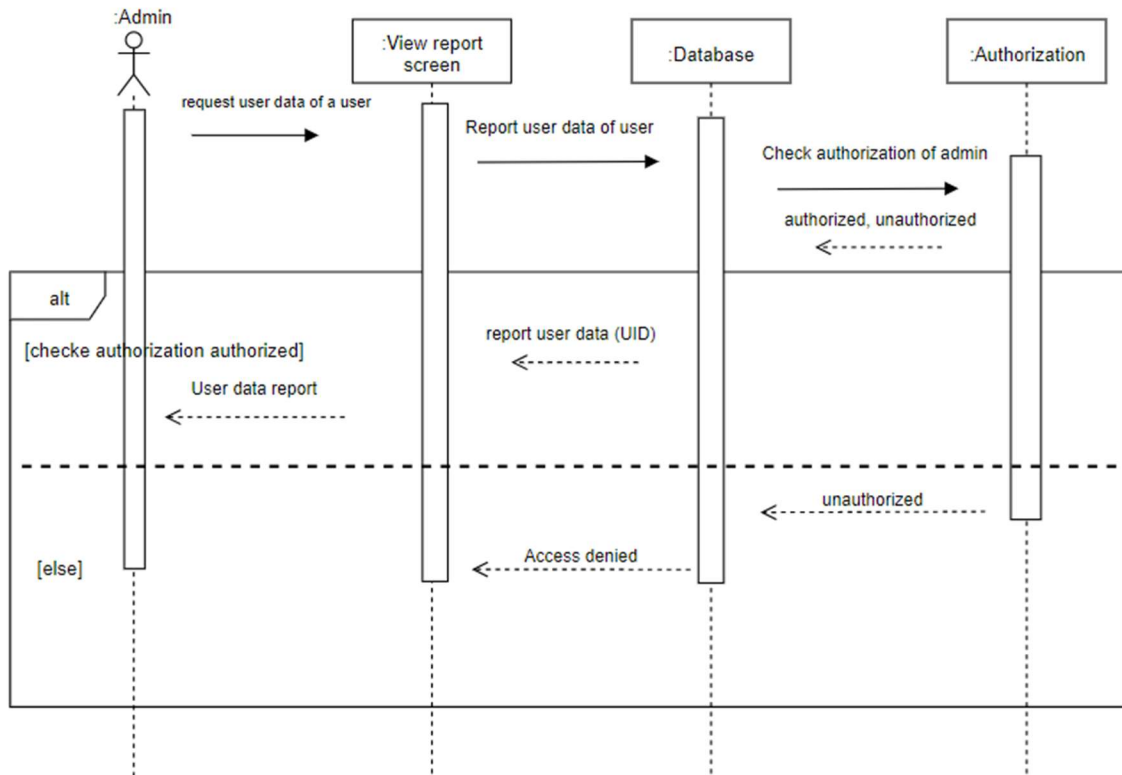 :Admin
:View report
screen
:Database
:Authorization
request user data of a user
Report user data of user
Check authorization of admin
authorized, unauthorized
alt
[checke authorization authorized]
report user data (UID)
User data report
unauthorized
Access denied
[else]